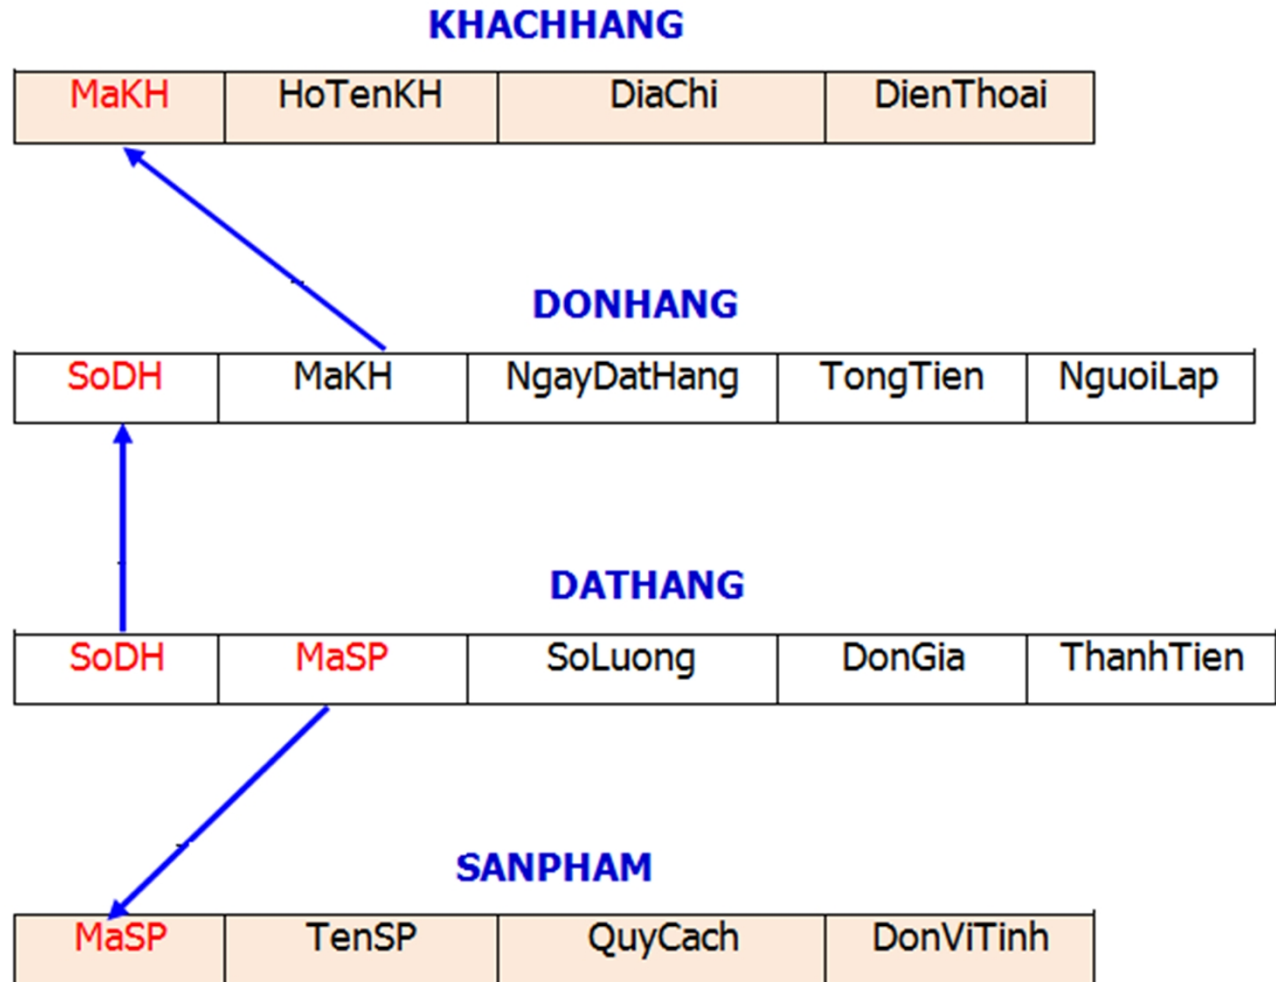 KHACHHANG
MaKH HoTenKH DiaChi DienThoai
DONHANG
SoDH MaKH NgayDatHang TongTien NguoiLap
DATHANG
SoDH MaSP SoLuong DonGia ThanhTien
SANPHAM
MaSP TenSP QuyCach DonViTinh